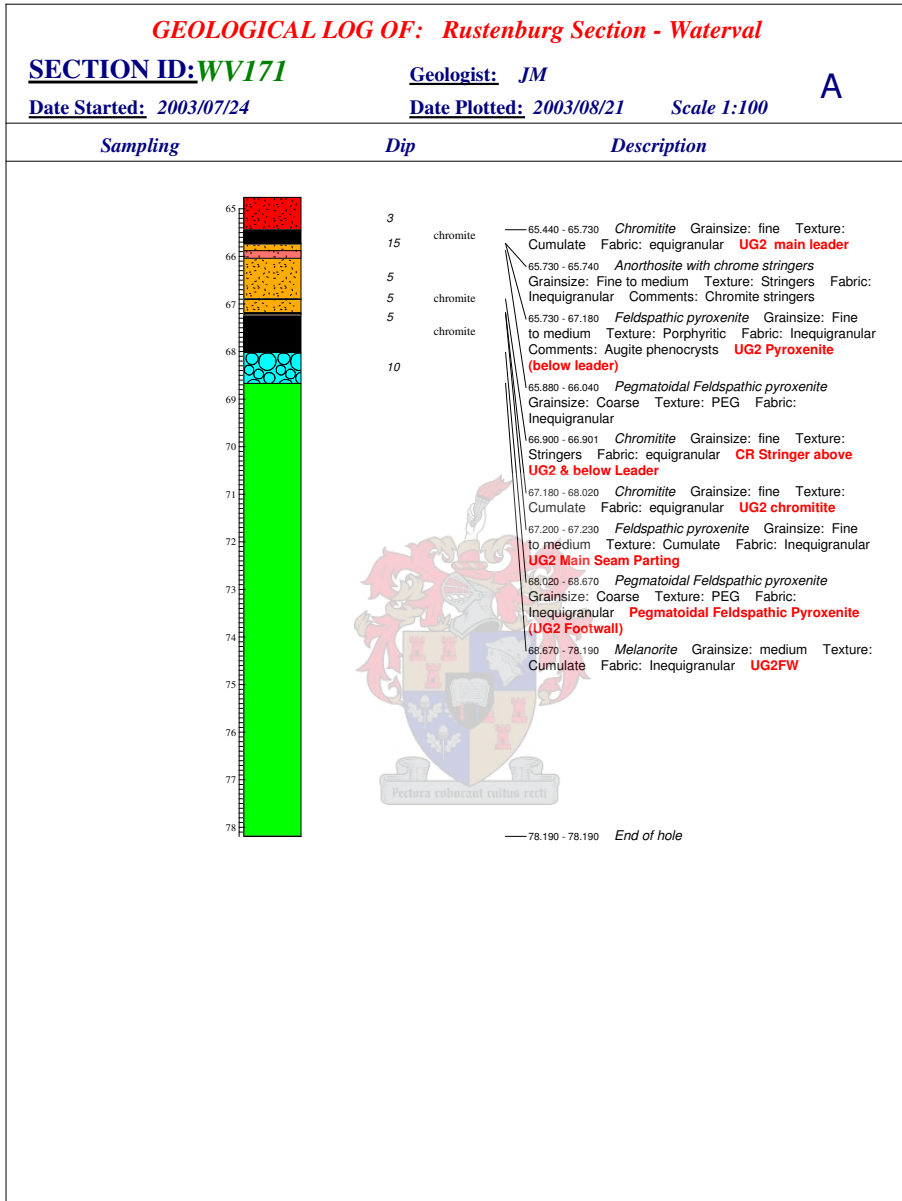 GEOLOGICAL LOG OF: Rustenburg Section - Waterval
SECTION ID: WV171
Geologist: JM
A
Date Started: 2003/07/24
Date Plotted: 2003/08/21 Scale 1:100
Sampling Dip Description
65
66
67
68
69
70
71
72
73
74
75
76
77
78
3
15
5
5
5
10
chromite
chromite
chromite
65.440 - 65.730 Chromitite Grainsize: fine Texture:
Cumulate Fabric: equigranular UG2 main leader
65.730 - 65.740 Anorthosite with chrome stringers
Grainsize: Fine to medium Texture: Stringers Fabric:
Inequigranular Comments: Chromite stringers
65.730 - 67.180 Feldspathic pyroxenite Grainsize: Fine
to medium Texture: Porphyritic Fabric: Inequigranular
Comments: Augite phenocrysts UG2 Pyroxenite
(below leader)
65.880 - 66.040 Pegmatoidal Feldspathic pyroxenite
Grainsize: Coarse Texture: PEG Fabric:
Inequigranular
66.900 - 66.901 Chromitite Grainsize: fine Texture:
Stringers Fabric: equigranular CR Stringer above
UG2 & below Leader
67.180 - 68.020 Chromitite Grainsize: fine Texture:
Cumulate Fabric: equigranular UG2 chromitite
67.200 - 67.230 Feldspathic pyroxenite Grainsize: Fine
to medium Texture: Cumulate Fabric: Inequigranular
UG2 Main Seam Parting
68.020 - 68.670 Pegmatoidal Feldspathic pyroxenite
Grainsize: Coarse Texture: PEG Fabric:
Inequigranular Pegmatoidal Feldspathic Pyroxenite
(UG2 Footwall)
68.670 - 78.190 Melanorite Grainsize: medium Texture:
Cumulate Fabric: Inequigranular UG2FW
78.190 - 78.190 End of hole
Pectora roborant cultus recti